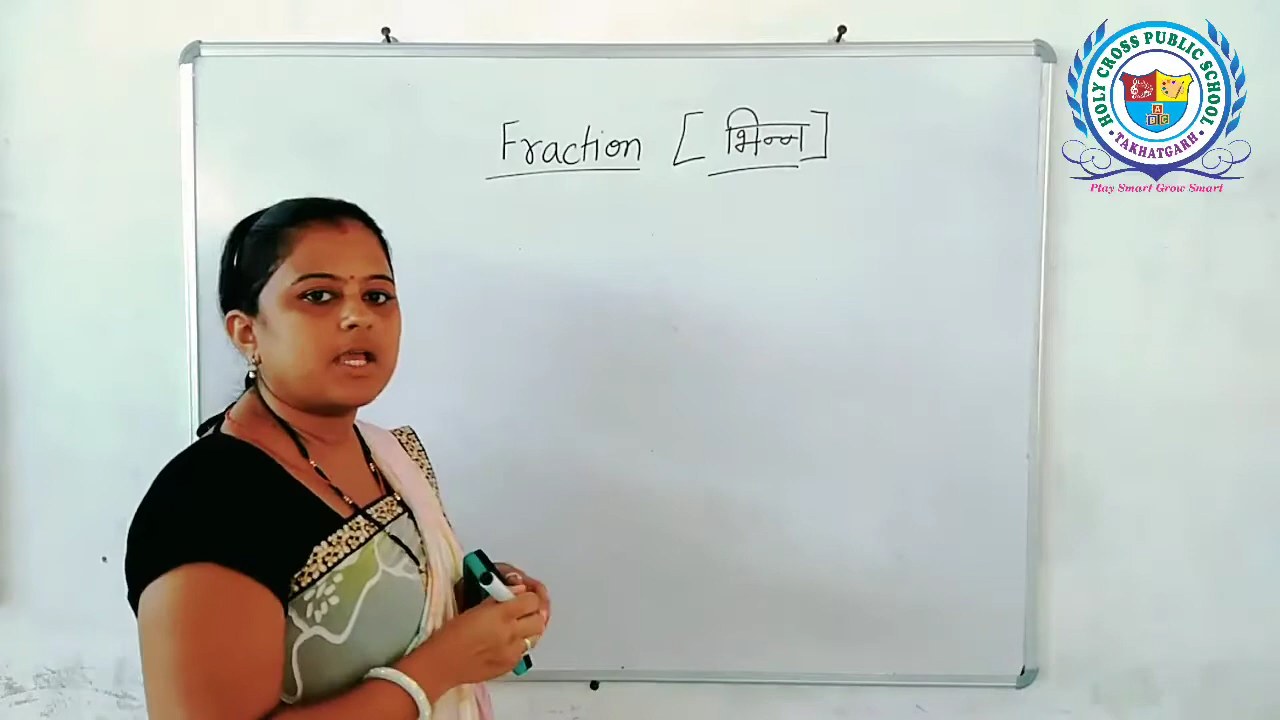 Fraction [ भिन्न ]
HOLY CROSS PUBLIC SCHOOL
A
D C
• TAKHATGARH •
Play Smart Grow Smart